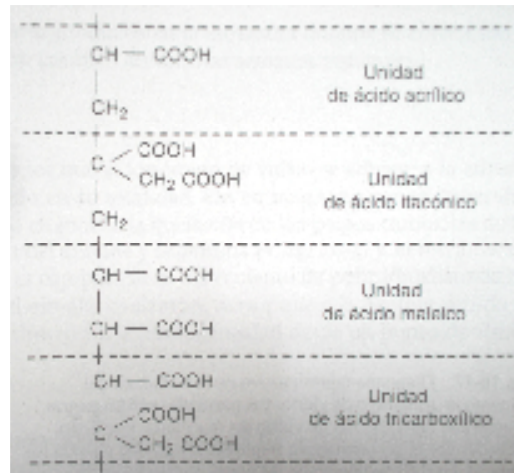 CH — COOH
Unidad
de ácido acrílico
CH2
COOH
C
CH2 COOH
Unidad
de ácido itacónico
CH2
CH — COOH
Unidad
de ácido maleico
CH — COOH
CH — COOH
Unidad
de ácido tricarboxílico
COOH
C
CH2 COOH